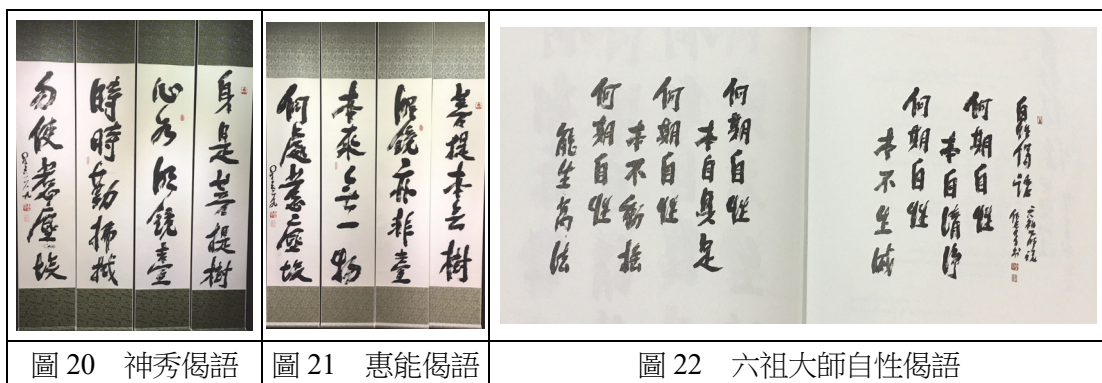 身是菩提樹
心如明鏡臺
時時勤拂拭
勿使惹塵埃
菩提本无樹
明鏡亦非臺
本來無一物
何處惹塵埃
自性偈語
六祖所說
何期自性
本自清淨
何期自性
本不生滅
何期自性
本自具足
何期自性
本不動搖
何期自性
能生萬法
圖 20 神秀偈語
圖 21 惠能偈語
圖 22 六祖大師自性偈語